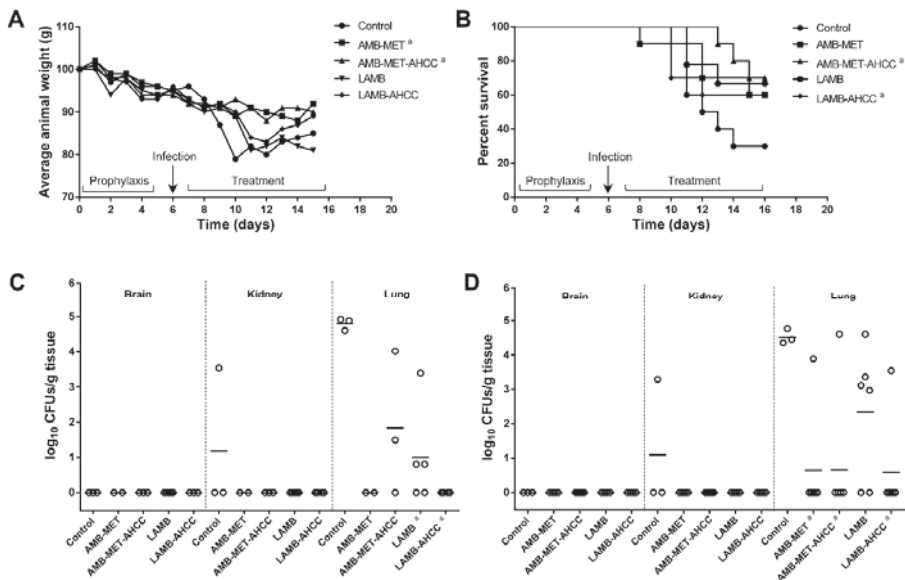 A
Average animal weight (g)
110
100
90
80
70
Control
AMB-MET a
AMB-MET-AHCC a
LAMB
LAMB-AHCC
Infection
Prophylaxis
Treatment
0 2 4 6 8 10 12 14 16 18 20
Time (days)
B
Percent survival
100
80
60
40
20
0
Control
AMB-MET
AMB-MET-AHCC a
LAMB
LAMB-AHCC a
Infection
Prophylaxis
Treatment
0 2 4 6 8 10 12 14 16 18 20
Time (days)
C
log10 CFUs/g tissue
6
5
4
3
2
1
0
Brain
Kidney
Lung
Control
AMB-MET
AMB-MET-AHCC
LAMB
LAMB-AHCC
Control
AMB-MET
AMB-MET-AHCC
LAMB
LAMB-AHCC
Control
AMB-MET
AMB-MET-AHCC
LAMB a
LAMB-AHCC a
D
log10 CFUs/g tissue
6
5
4
3
2
1
0
Brain
Kidney
Lung
Control
AMB-MET
AMB-MET-AHCC
LAMB
LAMB-AHCC
Control
AMB-MET
AMB-MET-AHCC
LAMB
LAMB-AHCC
Control
AMB-MET a
AMB-MET-AHCC a
LAMB
LAMB-AHCC a